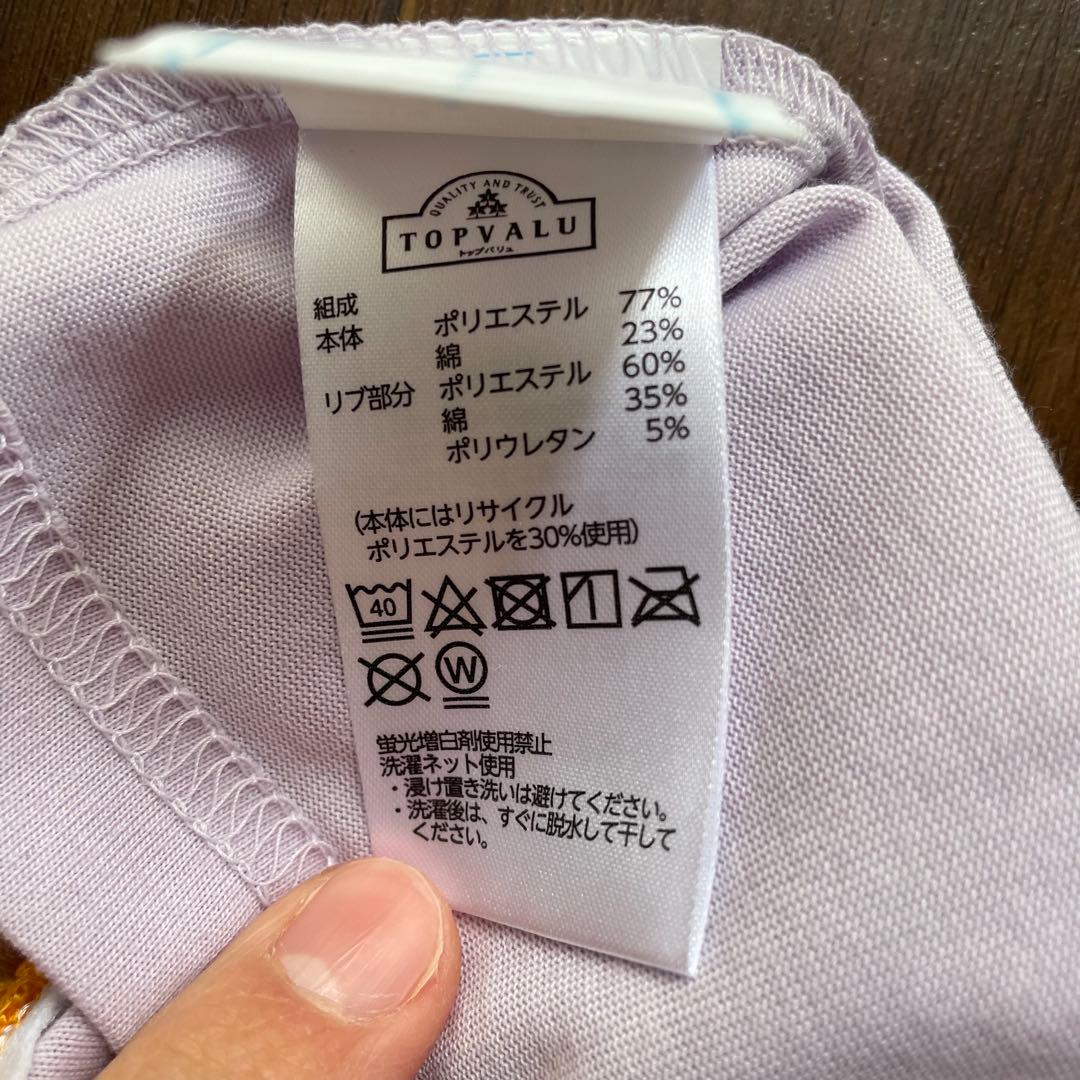 QUALITY AND TRUST
TOPVALU
トップバリュ
組成
本体 ポリエステル 77%
綿 23%
リブ部分 ポリエステル 60%
綿 35%
ポリウレタン 5%
(本体にはリサイクル
ポリエステルを30%使用)
40
W
蛍光増白剤使用禁止
洗濯ネット使用
・浸け置き洗いは避けてください。
・洗濯後は、すぐに脱水して干して
ください。